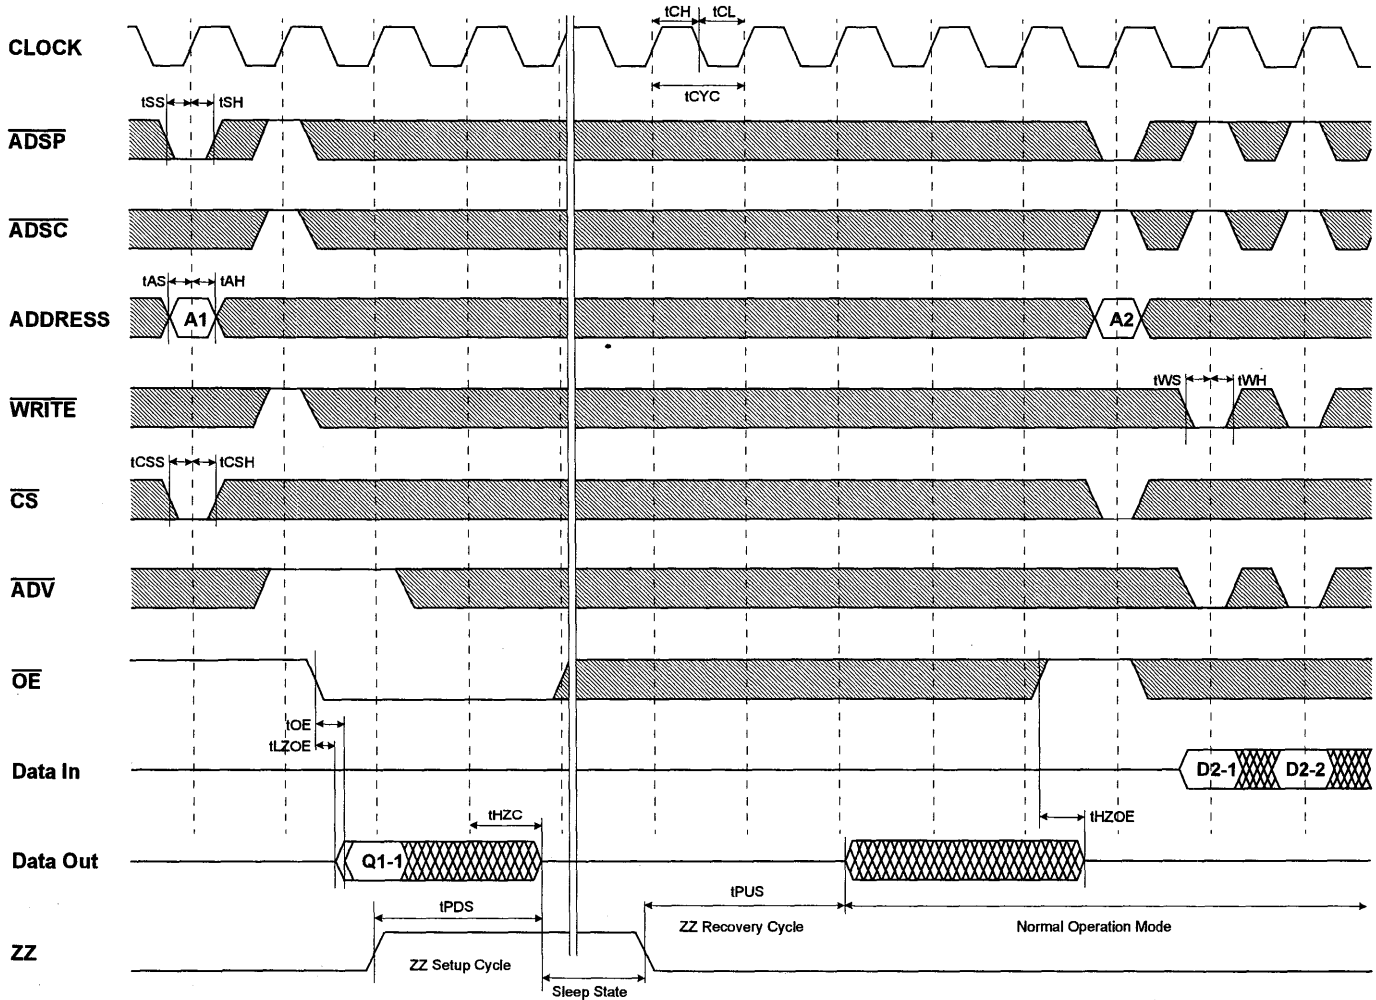 tCH tCL
CLOCK
tCYC
tSS tSH
ADSP
ADSC
tAS tAH
ADDRESS A1 A2
tWS tWH
WRITE
tCSS tCSH
CS
ADV
OE
tOE
tLZOE
Data In D2-1 D2-2
tHZC tHZOE
Data Out Q1-1
tPDS tPUS
ZZ Recovery Cycle Normal Operation Mode
ZZ
ZZ Setup Cycle
Sleep State